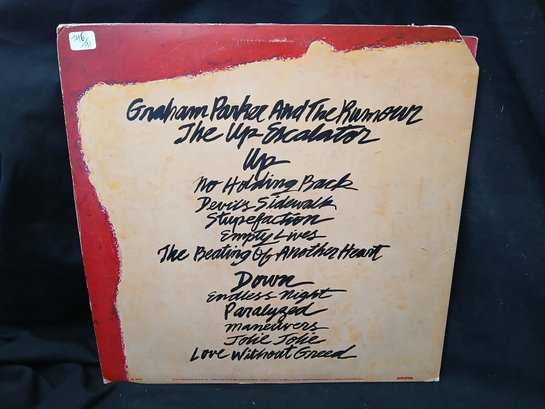 Graham Parker And The Rumour
The Up Escalator
Up
No Holding Back
Devils Sidewalk
Stupefaction
Empty Lives
The Beating Of Another Heart
Down
Endless Night
Paralyzed
Maneuvers
Jolie Jolie
Love Without Greed
ARISTA